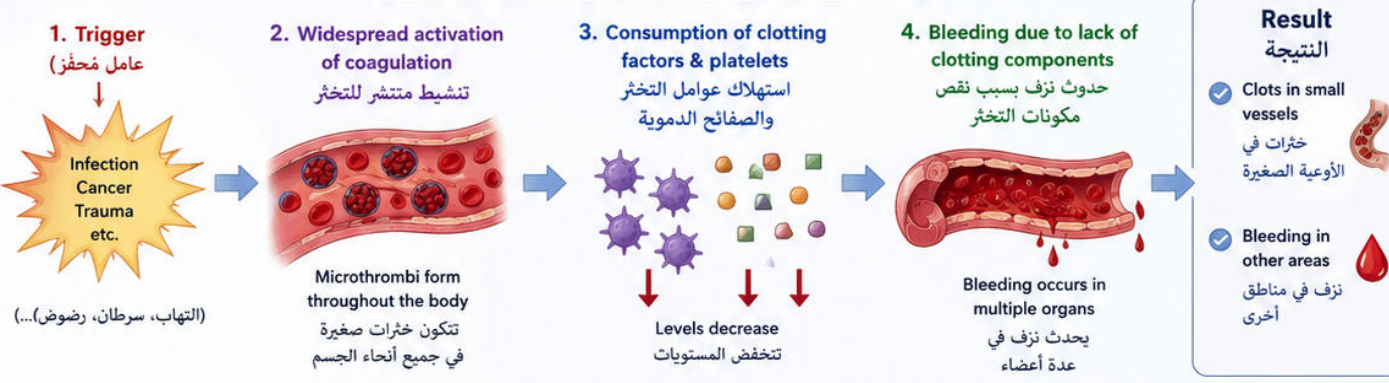 1. Trigger
عامل مُحفِّز)
Infection
Cancer
Trauma
etc.
(التهاب، سرطان، رضوض)...)
2. Widespread activation
of coagulation
تنشيط منتشر للتخثر
Microthrombi form
throughout the body
تتكون خثرات صغيرة
في جميع أنحاء الجسم
3. Consumption of clotting
factors & platelets
استهلاك عوامل التخثر
والصفائح الدموية
Levels decrease
تتخفض المستويات
4. Bleeding due to lack of
clotting components
حدوث نزف بسبب نقص
مكونات التخثر
Bleeding occurs in
multiple organs
يحدث نزف في
عدة أعضاء
Result
النتيجة
Clots in small
vessels
خثرات في
الأوعية الصغيرة
Bleeding in
other areas
نزف في مناطق
أخرى